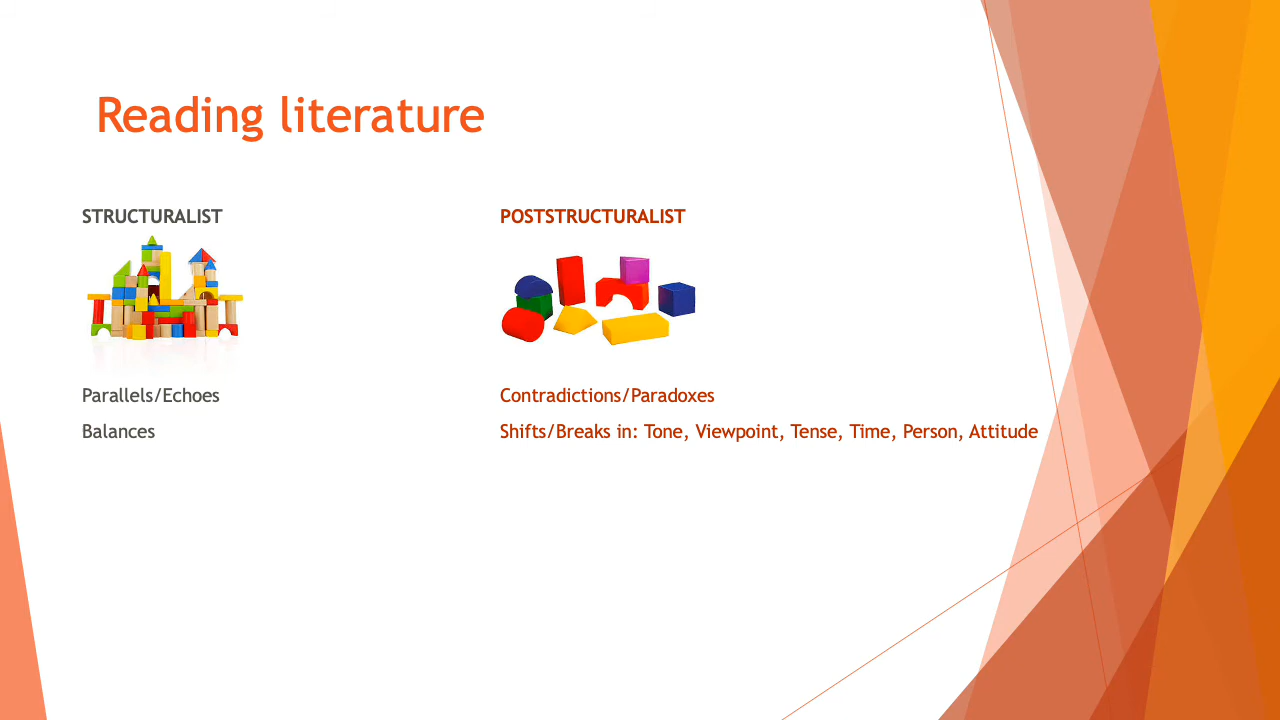 Reading literature
STRUCTURALIST
Parallels/Echoes
Balances
POSTSTRUCTURALIST
Contradictions/Paradoxes
Shifts/Breaks in: Tone, Viewpoint, Tense, Time, Person, Attitude